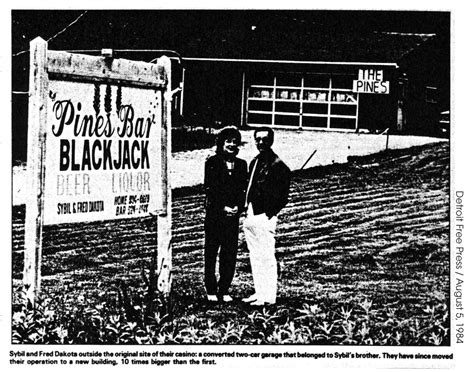 THE
PINES
Pines Bar
BLACKJACK
BEER LIQUOR
SYBIL & FRED DAKOTA
HOME
BAR
Sybil and Fred Dakota outside the original site of their casino: a converted two-car garage that belonged to Sybil's brother. They have since moved
their operation to a new building, 10 times bigger than the first.
Detroit Free Press / August 5, 1984